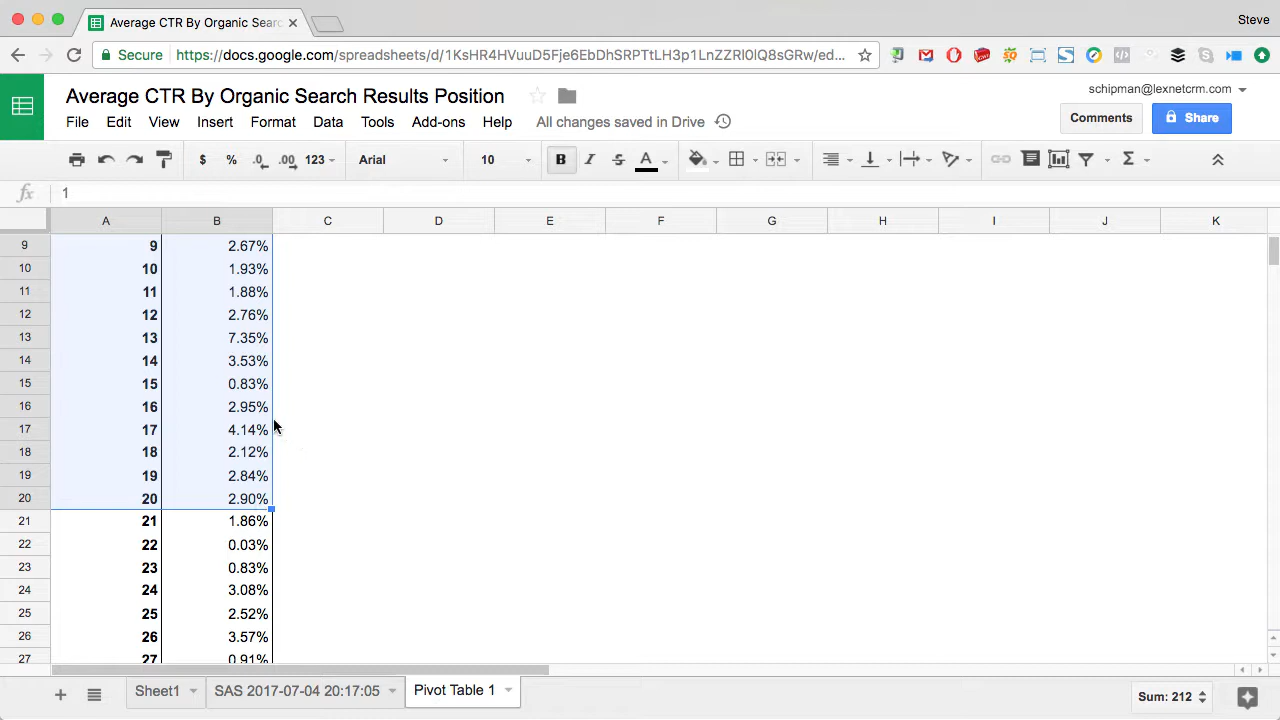 Average CTR By Organic Searc
Steve
Secure https://docs.google.com/spreadsheets/d/1KsHR4HVuuD5Fje6EbDhSRPTtLH3p1LnZZRl0lQ8sGRw/ed...
Average CTR By Organic Search Results Position
schipman@lexnetcrm.com
File Edit View Insert Format Data Tools Add-ons Help All changes saved in Drive
Comments Share
$ % .0 .00 123 Arial 10 B I S A Σ
fx 1
A B C D E F G H I J K
9 9 2.67%
10 10 1.93%
11 11 1.88%
12 12 2.76%
13 13 7.35%
14 14 3.53%
15 15 0.83%
16 16 2.95%
17 17 4.14%
18 18 2.12%
19 19 2.84%
20 20 2.90%
21 21 1.86%
22 22 0.03%
23 23 0.83%
24 24 3.08%
25 25 2.52%
26 26 3.57%
27 27 0.91%
Sheet1 SAS 2017-07-04 20:17:05 Pivot Table 1 Sum: 212